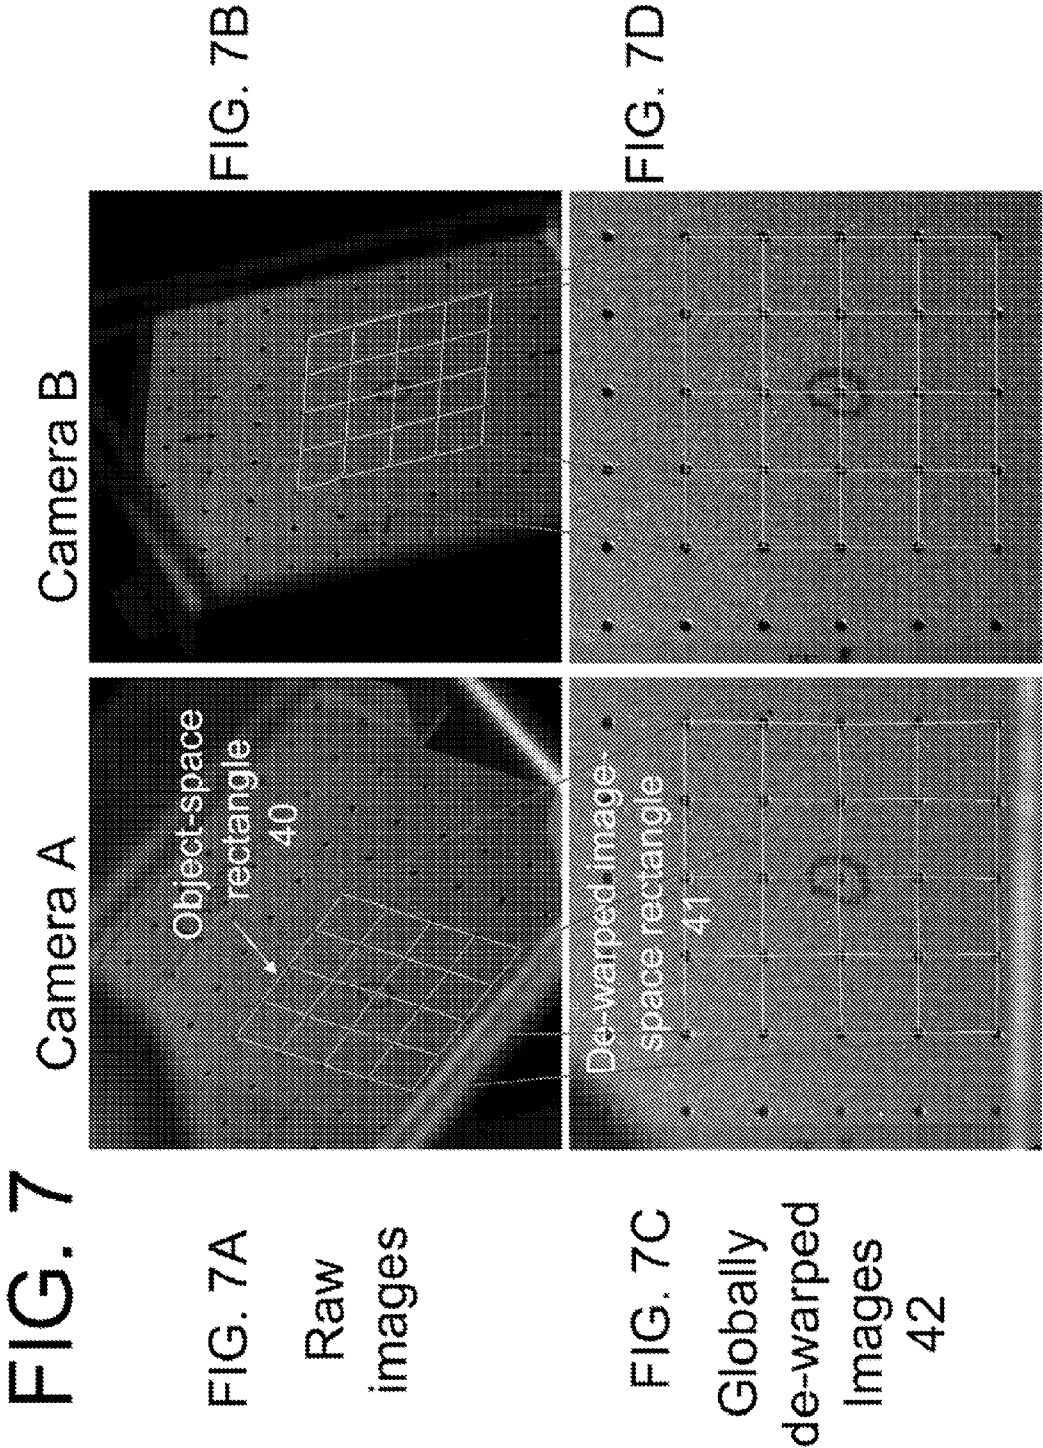 FIG. 7
Camera A
Camera B
FIG. 7A
Raw
images
Object-space
rectangle
40
FIG. 7B
FIG. 7C
Globally
de-warped
Images
42
De-warped image-
space rectangle
41
FIG. 7D